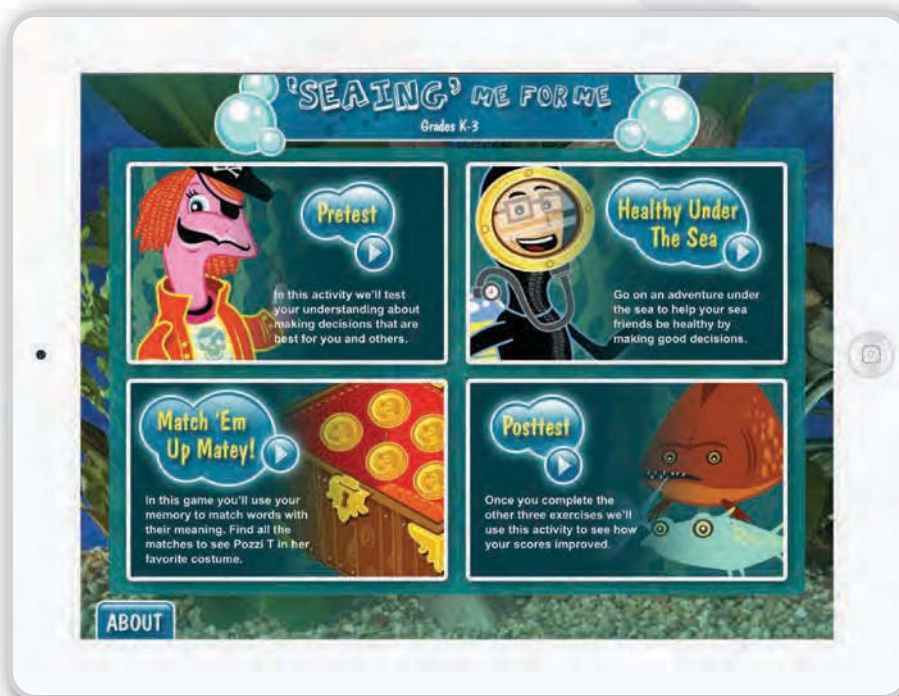 'SEAING' ME FOR ME
Grades K-3
Pretest
In this activity we'll test
your understanding about
making decisions that are
best for you and others.
Healthy Under
The Sea
Go on an adventure under
the sea to help your sea
friends be healthy by
making good decisions.
Match 'Em
Up Matey!
In this game you'll use your
memory to match words with
their meaning. Find all the
matches to see Pozzi T in her
favorite costume.
Posttest
Once you complete the
other three exercises we'll
use this activity to see how
your scores improved.
ABOUT